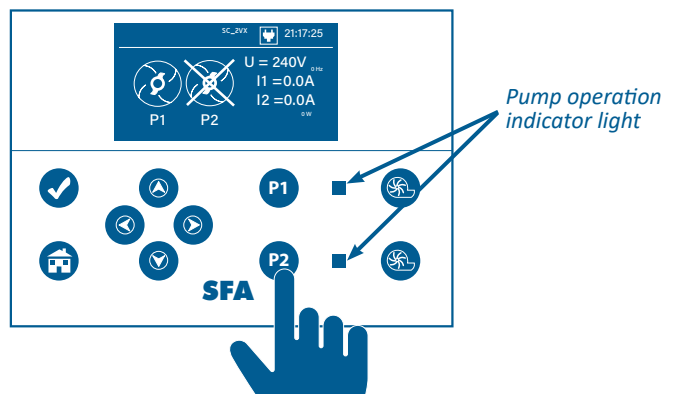 SC_2VX 21:17:25
U = 240V 0 Hz
I1 =0.0A
I2 =0.0A
0 W
P1 P2
Pump operation
indicator light
P1
P2
SFA